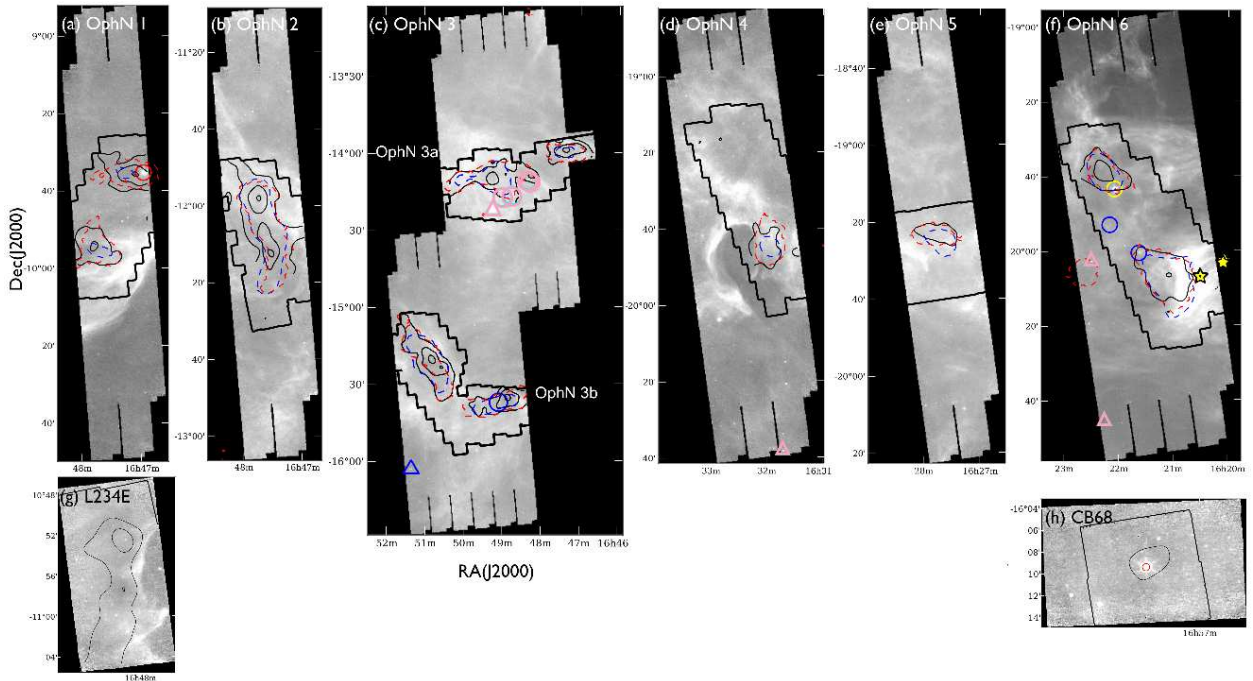 (a) OphN 1
(b) OphN 2
(c) OphN 3
(d) OphN 4
(e) OphN 5
(f) OphN 6
9°00'
20'
40'
-10°00'
20'
40'
48m
16h47m
-11°20'
40'
-12°00'
20'
40'
-13°00'
48m
16h47m
-13°30'
-14°00'
30'
-15°00'
30'
-16°00'
OphN 3a
OphN 3b
52m
51m
50m
49m
48m
47m
16h46
-19°00'
20'
40'
-20°00'
20'
40'
33m
32m
16h31
-18°40'
-19°00'
20'
40'
-20°00'
20'
28m
16h27m
-19°00'
20'
40'
20°00'
20'
40'
23m
22m
21m
16h20m
Dec(J2000)
RA(J2000)
(g) L234E
10°48'
52'
56'
-11°00'
04'
16h48m
(h) CB68
-16°04'
06'
08'
10'
12'
14'
16h57m